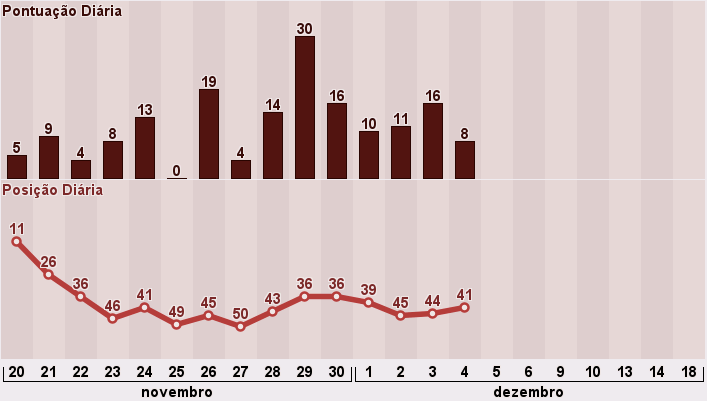 Pontuação Diária
5 9 4 8 13 0 19 4 14 30 16 10 11 16 8
Posição Diária
11 26 36 46 41 49 45 50 43 36 36 39 45 44 41
20 21 22 23 24 25 26 27 28 29 30 1 2 3 4 5 6 9 10 13 14 18
novembro dezembro